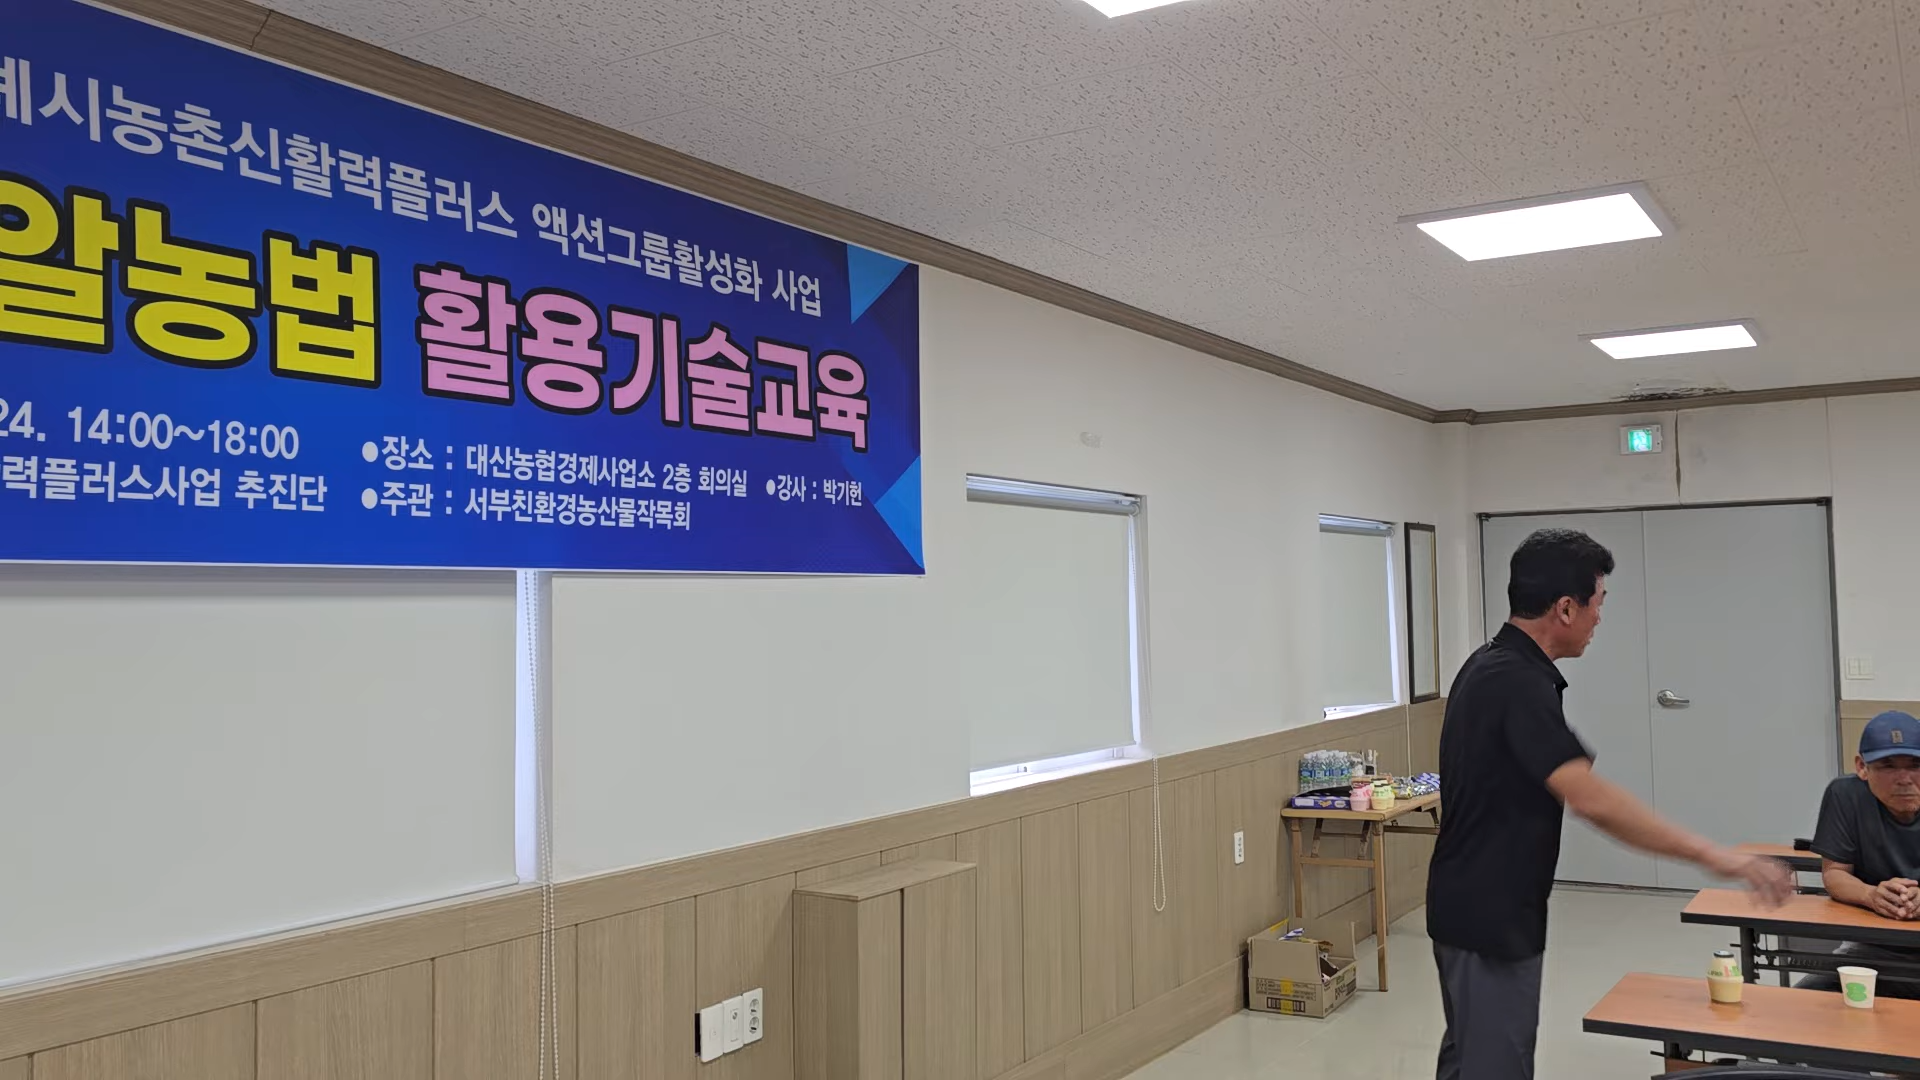 예시농촌신활력플러스 액션그룹활성화 사업
알농법 활용기술교육
24. 14:00~18:00
력플러스사업 추진단
●장소 : 대산농협경제사업소 2층 회의실
●강사 : 박기헌
●주관 : 서부친환경농산물작목회